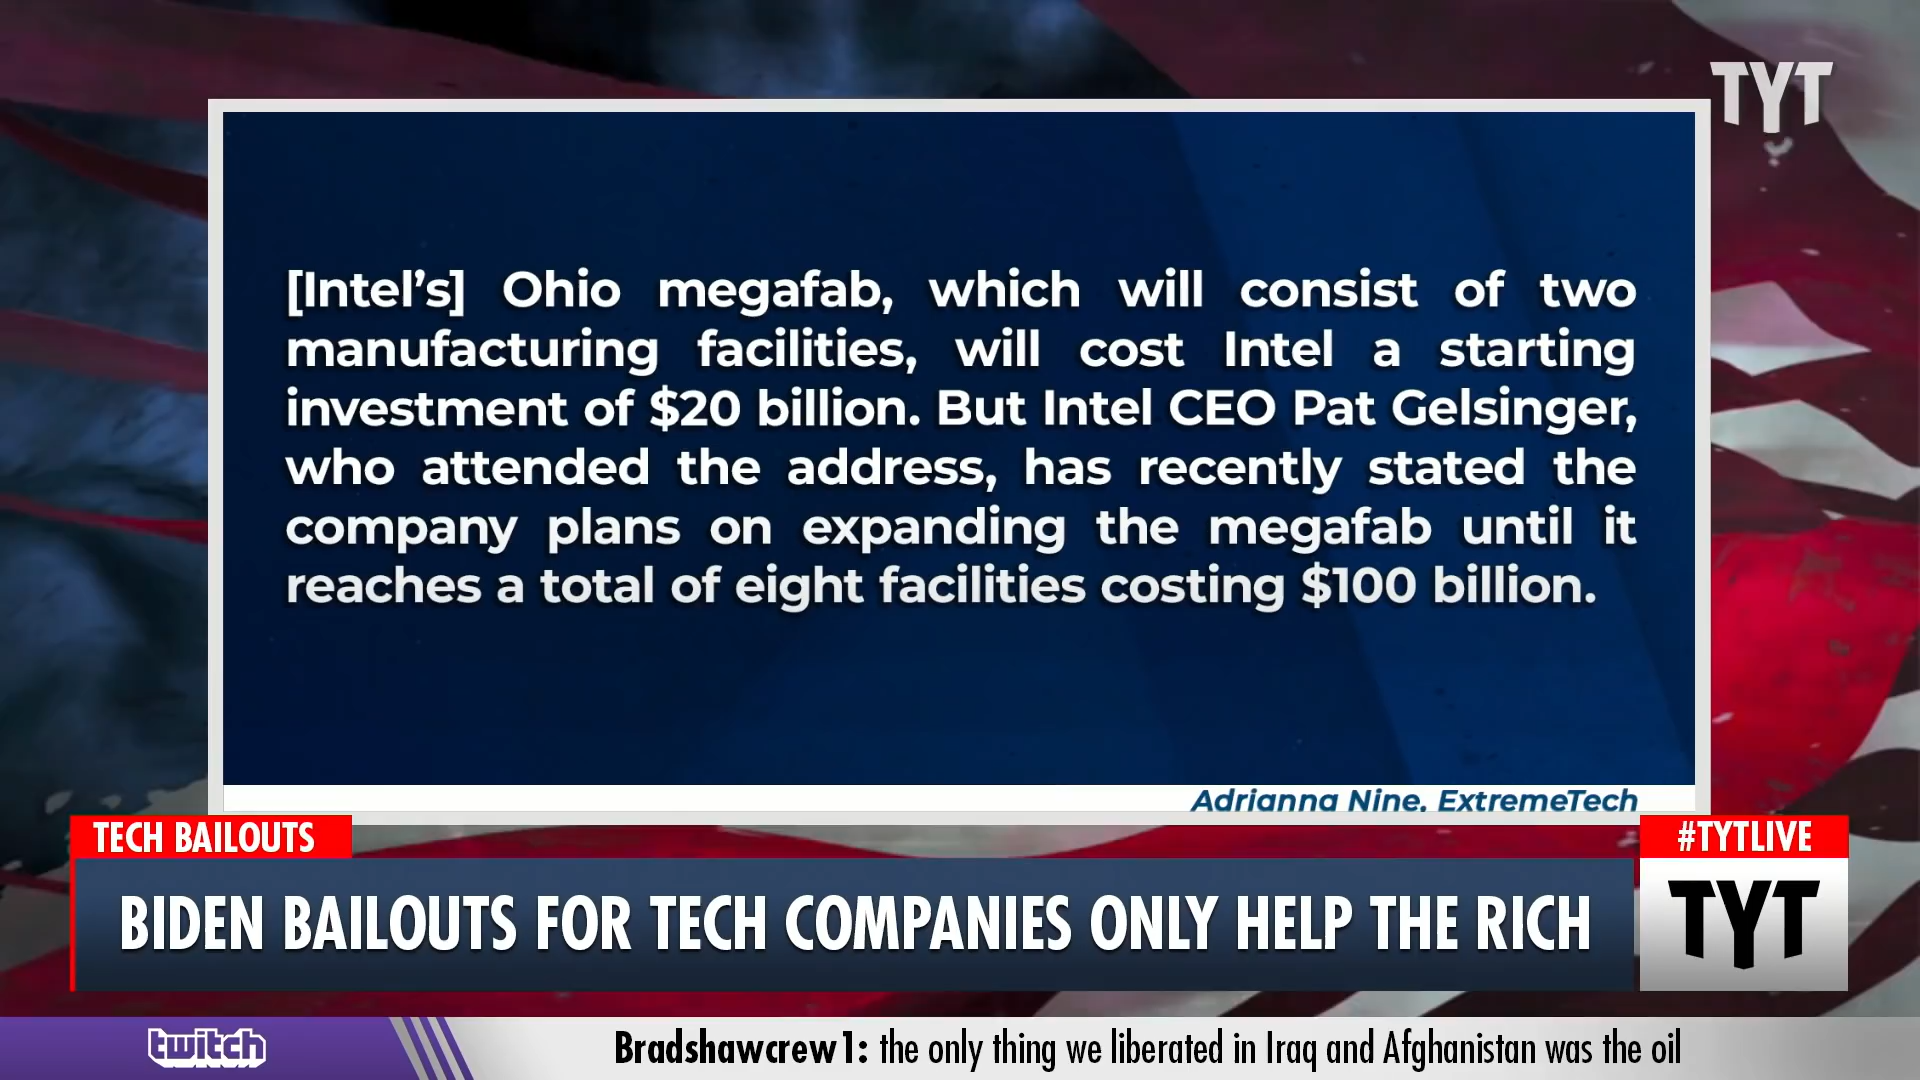 TYT
[Intel's] Ohio megafab, which will consist of two
manufacturing facilities, will cost Intel a starting
investment of $20 billion. But Intel CEO Pat Gelsinger,
who attended the address, has recently stated the
company plans on expanding the megafab until it
reaches a total of eight facilities costing $100 billion.
Adrianna Nine, ExtremeTech
TECH BAILOUTS
#TYTLIVE
BIDEN BAILOUTS FOR TECH COMPANIES ONLY HELP THE RICH
TYT
twitch
Bradshawcrew1: the only thing we liberated in Iraq and Afghanistan was the oil